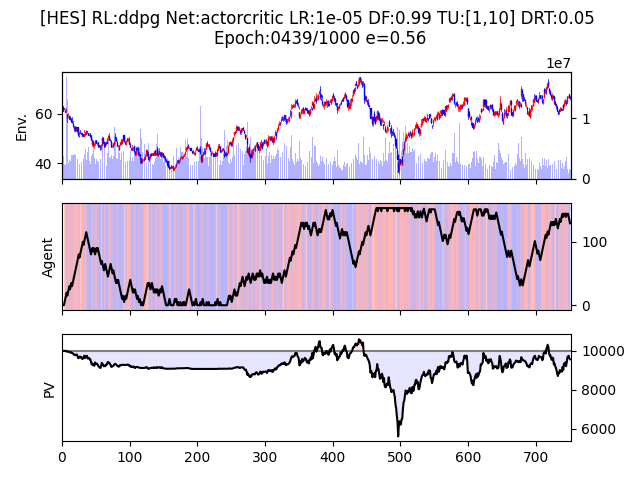 [HES] RL:ddpg Net:actorcritic LR:1e-05 DF:0.99 TU:[1,10] DRT:0.05
Epoch:0439/1000 e=0.56
1e7
Env.
60
40
1
0
Agent
100
0
PV
10000
8000
6000
0 100 200 300 400 500 600 700